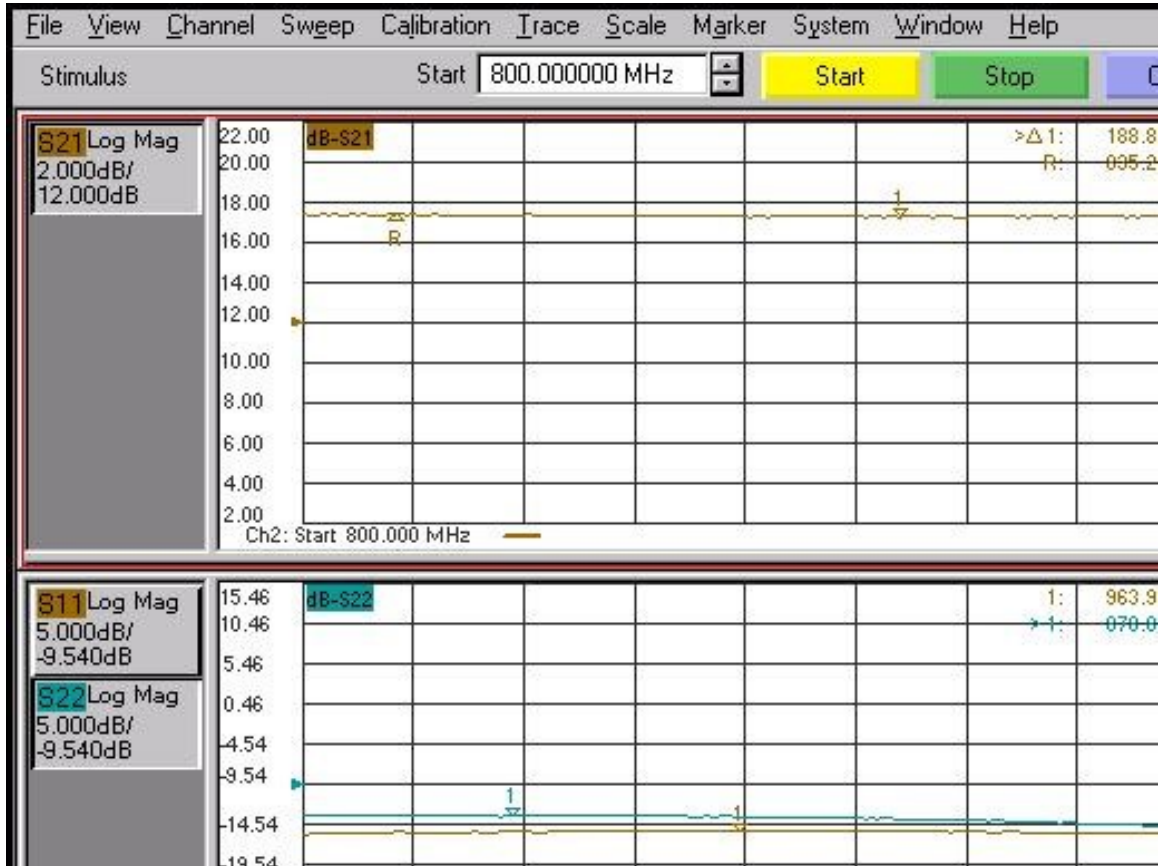 File View Channel Sweep Calibration Trace Scale Marker System Window Help
Stimulus Start 800.000000 MHz Start Stop
S21 Log Mag
2.000dB/
12.000dB
dB-S21
>Δ 1: 188.8
R:
22.00
20.00
18.00
16.00
14.00
12.00
10.00
8.00
6.00
4.00
2.00
1
R
Ch2: Start 800.000 MHz
S11 Log Mag
5.000dB/
-9.540dB
S22 Log Mag
5.000dB/
-9.540dB
dB-S22
1: 963.9
> 1:
15.46
10.46
5.46
0.46
-4.54
-9.54
-14.54
-19.54
1
1